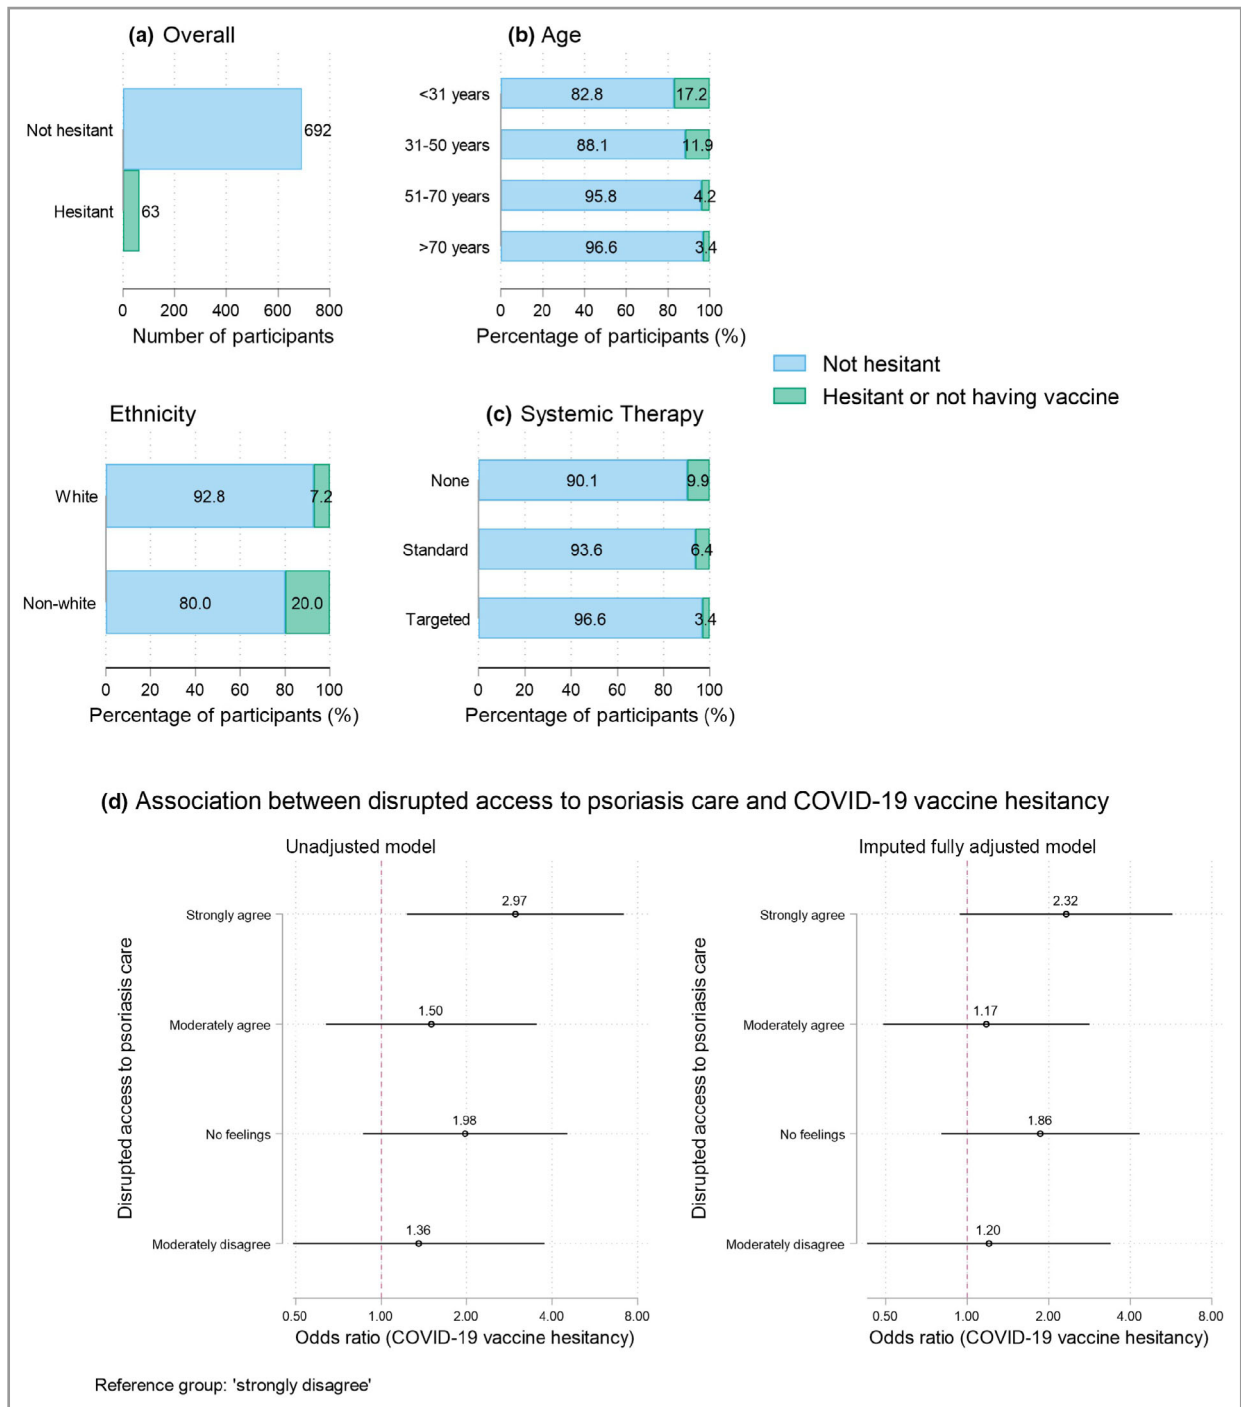 (a) Overall
Not hesitant
692
Hesitant
63
0 200 400 600 800
Number of participants
(b) Age
<31 years 82.8 17.2
31-50 years 88.1 11.9
51-70 years 95.8 4.2
>70 years 96.6 3.4
0 20 40 60 80 100
Percentage of participants (%)
Not hesitant
Hesitant or not having vaccine
Ethnicity
White 92.8 7.2
Non-white 80.0 20.0
0 20 40 60 80 100
Percentage of participants (%)
(c) Systemic Therapy
None 90.1 9.9
Standard 93.6 6.4
Targeted 96.6 3.4
0 20 40 60 80 100
Percentage of participants (%)
(d) Association between disrupted access to psoriasis care and COVID-19 vaccine hesitancy
Unadjusted model
Disrupted access to psoriasis care
Strongly agree 2.97
Moderately agree 1.50
No feelings 1.98
Moderately disagree 1.36
0.50 1.00 2.00 4.00 8.00
Odds ratio (COVID-19 vaccine hesitancy)
Imputed fully adjusted model
Disrupted access to psoriasis care
Strongly agree 2.32
Moderately agree 1.17
No feelings 1.86
Moderately disagree 1.20
0.50 1.00 2.00 4.00 8.00
Odds ratio (COVID-19 vaccine hesitancy)
Reference group: 'strongly disagree'